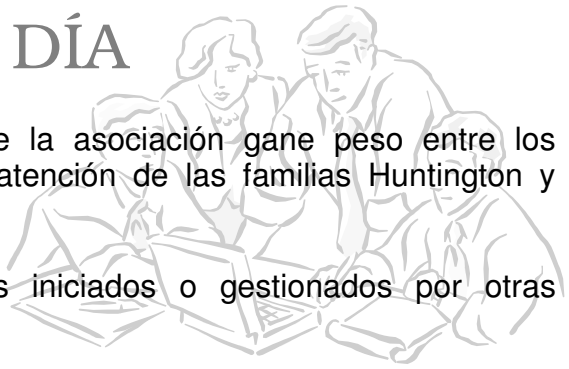 DÍA
e la asociación gane peso entre los
atención de las familias Huntington y
s iniciados o gestionados por otras